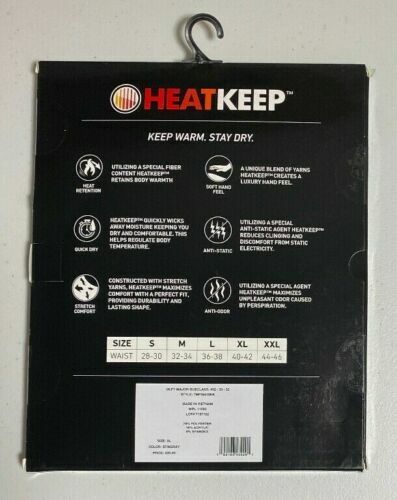 HEATKEEP™
KEEP WARM. STAY DRY.
HEAT
RETENTION
UTILIZING A SPECIAL FIBER
CONTENT HEATKEEP™
RETAINS BODY WARMTH
SOFT HAND
FEEL
A UNIQUE BLEND OF YARNS
HEATKEEP™ CREATES A
LUXURY HAND FEEL.
QUICK DRY
HEATKEEP™ QUICKLY WICKS
AWAY MOISTURE KEEPING YOU
DRY AND COMFORTABLE. THIS
HELPS REGULATE BODY
TEMPERATURE.
ANTI-STATIC
UTILIZING A SPECIAL
ANTI-STATIC AGENT HEATKEEP™
REDUCES CLINGING AND
DISCOMFORT FROM STATIC
ELECTRICITY.
STRETCH
COMFORT
CONSTRUCTED WITH STRETCH
YARNS, HEATKEEP™ MAXIMIZES
COMFORT WITH A PERFECT FIT,
PROVIDING DURABILITY AND
LASTING SHAPE.
ANTI-ODOR
UTILIZING A SPECIAL AGENT
HEATKEEP™ MAXIMIZES
UNPLEASANT ODOR CAUSED
BY PERSPIRATION.
SIZE S M L XL XXL
WAIST 28-30 32-34 36-38 40-42 44-46
MADE IN VIETNAM
SIZE: XL
COLOR: STINGRAY